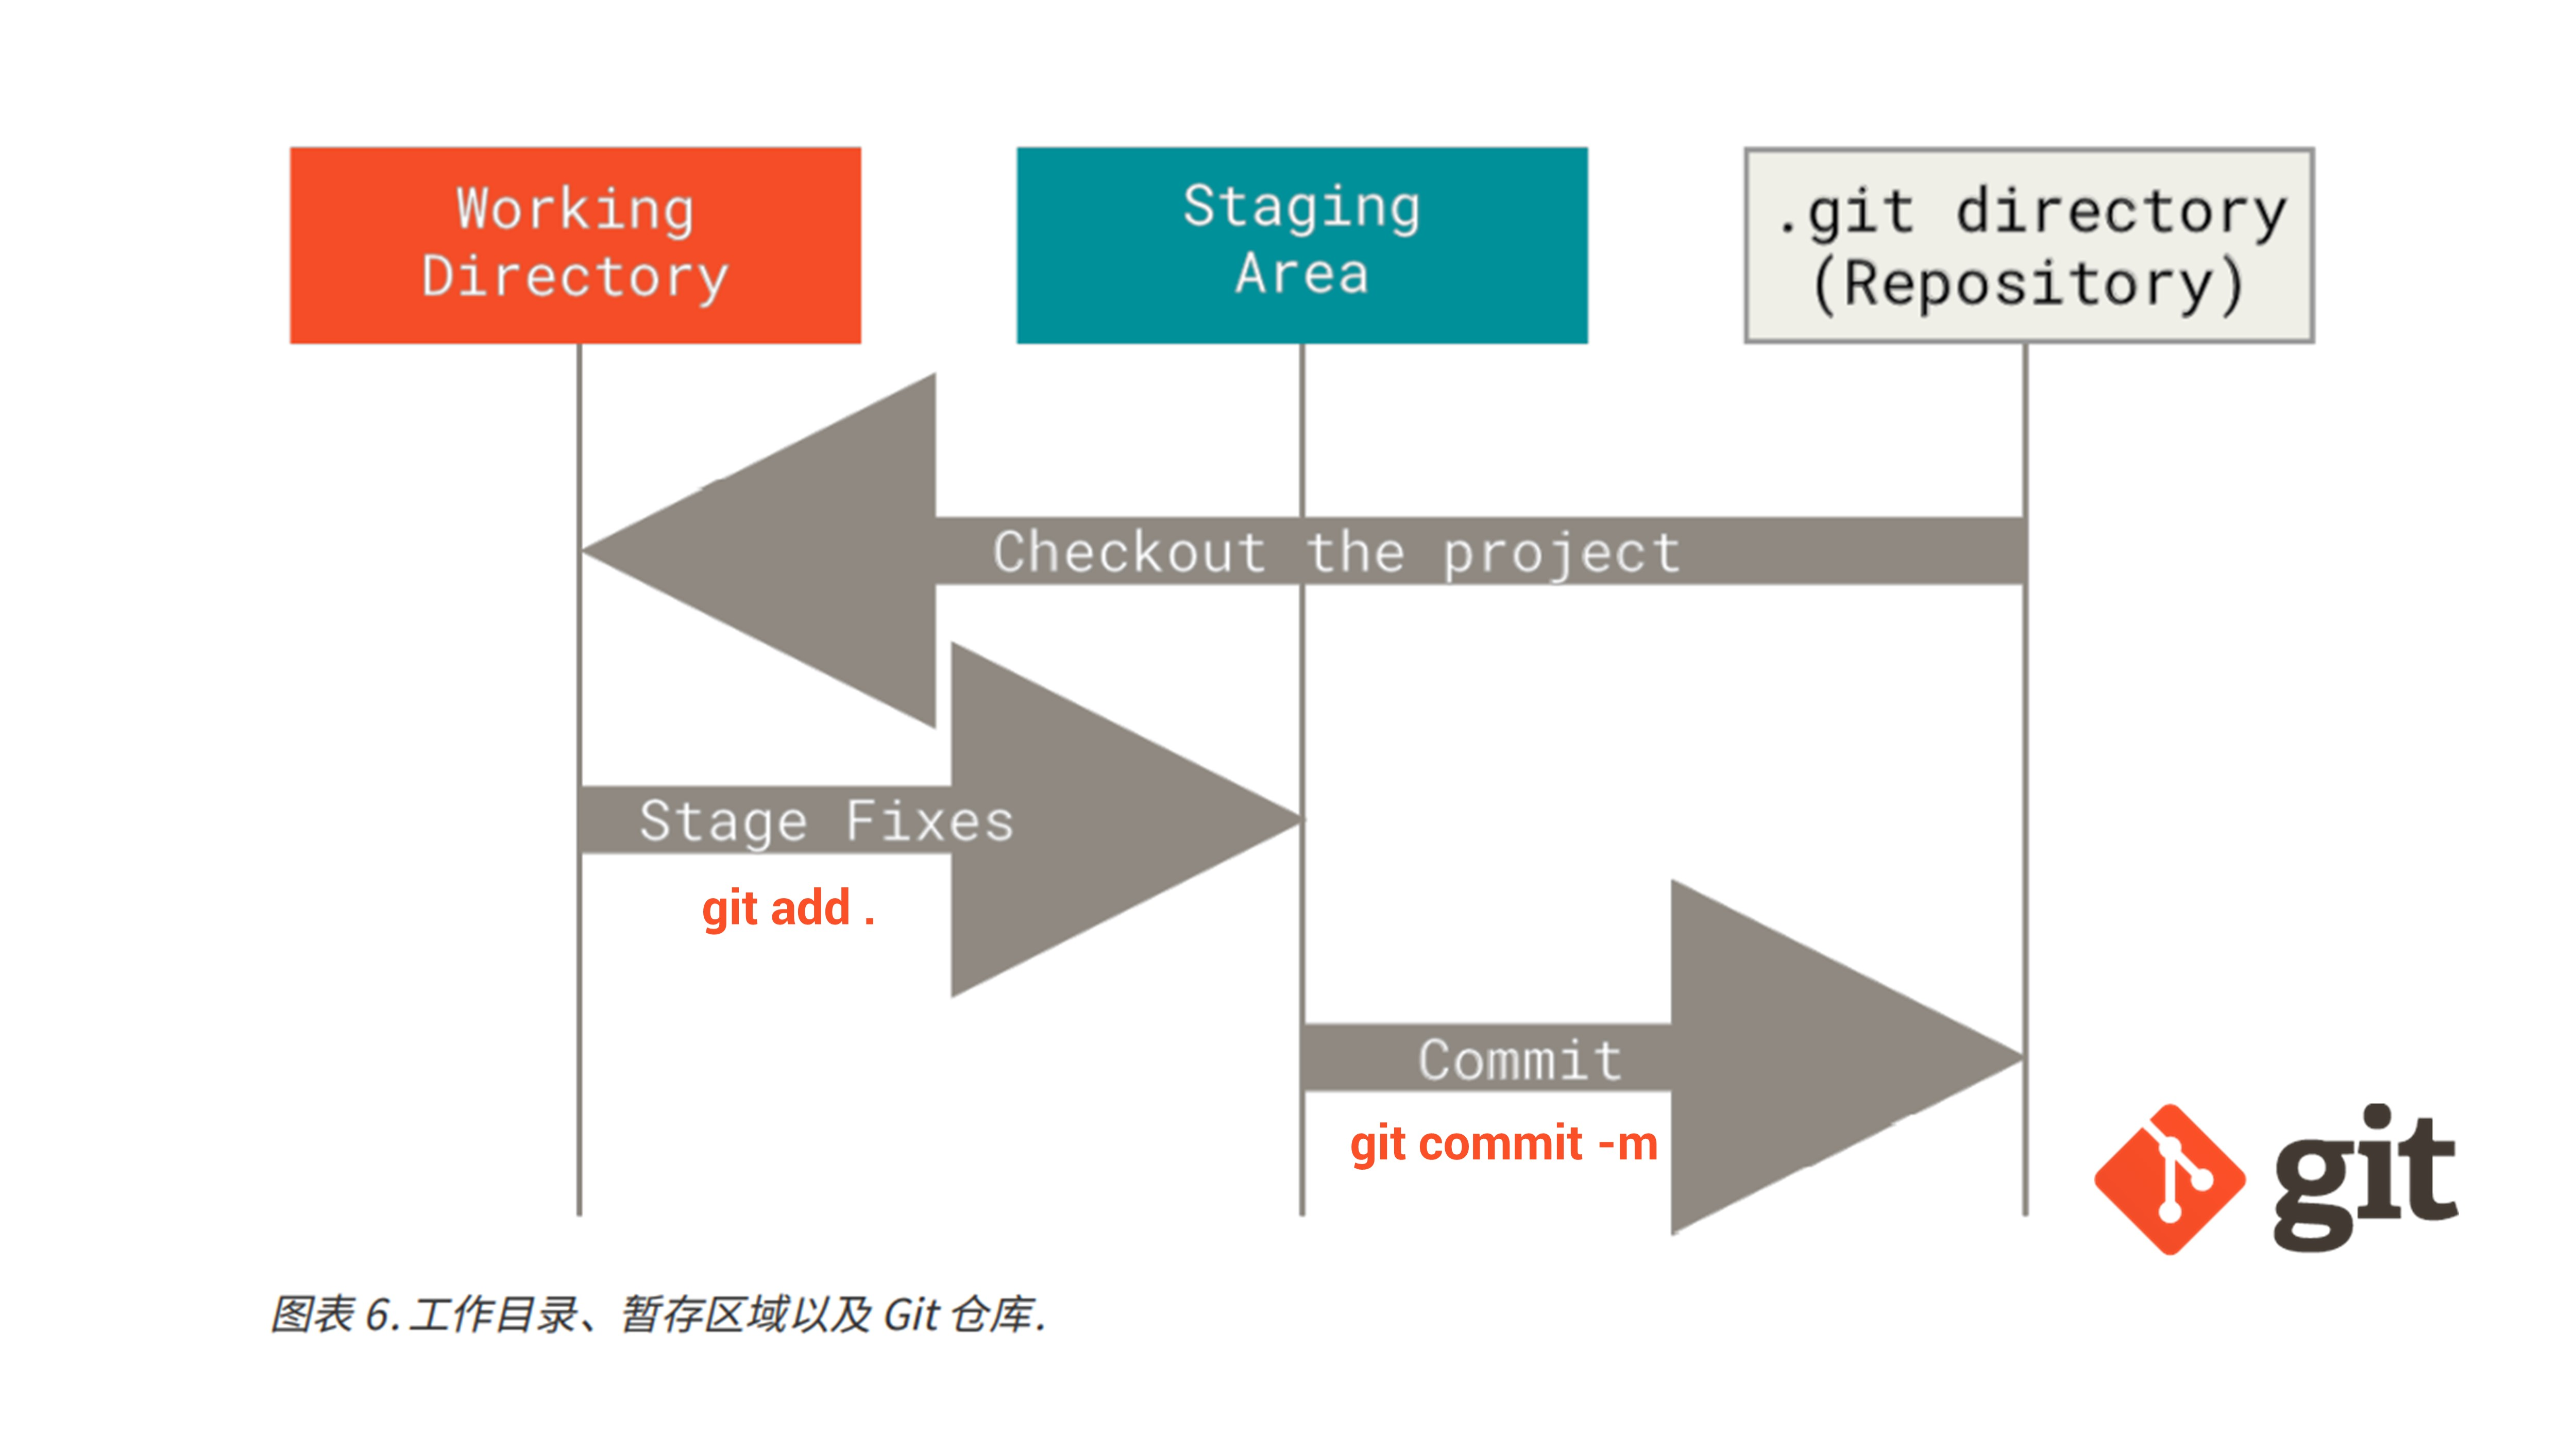 Working
Directory
Staging
Area
.git directory
(Repository)
Checkout the project
Stage Fixes
git add .
Commit
git commit -m
git
图表 6. 工作目录、暂存区域以及 Git 仓库.